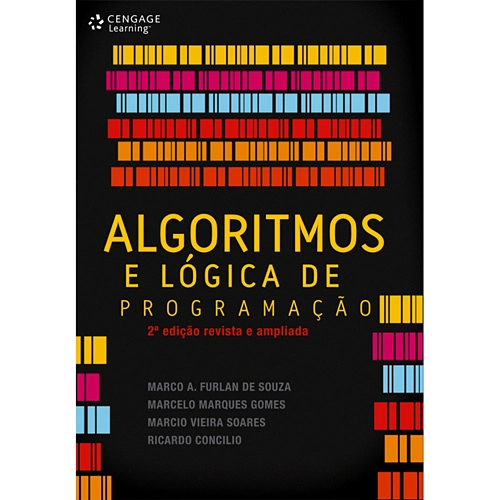 CENGAGE
Learning™
ALGORITMOS
E LÓGICA DE
PROGRAMAÇÃO
2ª edição revista e ampliada
MARCO A. FURLAN DE SOUZA
MARCELO MARQUES GOMES
MARCIO VIEIRA SOARES
RICARDO CONCILIO